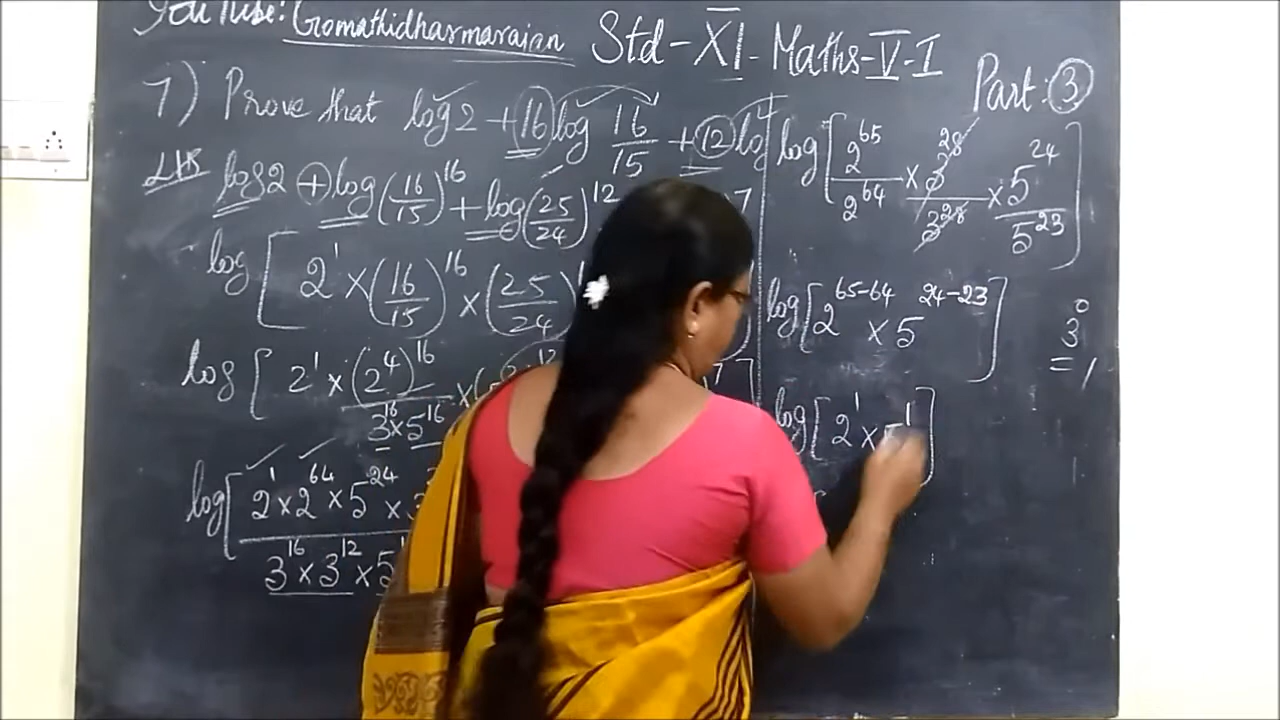 YouTube: Gomathidharmarajan Std-XI-Maths-V-I
Part: 3
7) Prove that log 2 + 16 log 16/15 + 12 log
LHS log 2 + log (16/15)^16 + log (25/24)^12 7
log [ 2^1 × (16/15)^16 × (25/24)
log [ 2^1 × (2^4)^16 / 3^16 × 5^16 ×
log [ 2^1 × 2^64 × 5^24 × 3
3^16 × 3^12 × 5
log [ 2^65 / 2^64 × 3^28 / 3^28 × 5^24 / 5^23 ]
log [ 2^65-64 × 5^24-23 ]
3^0
= 1
log [ 2^1 × 5^1 ]